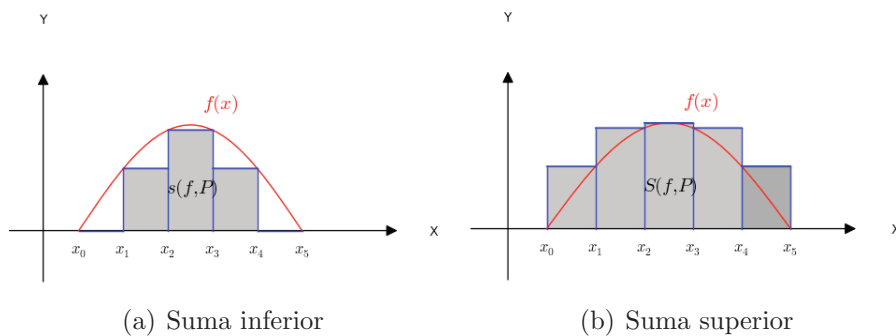 Y
f(x)
s(f,P)
X
x₀ x₁ x₂ x₃ x₄ x₅
(a) Suma inferior
Y
f(x)
S(f,P)
X
x₀ x₁ x₂ x₃ x₄ x₅
(b) Suma superior